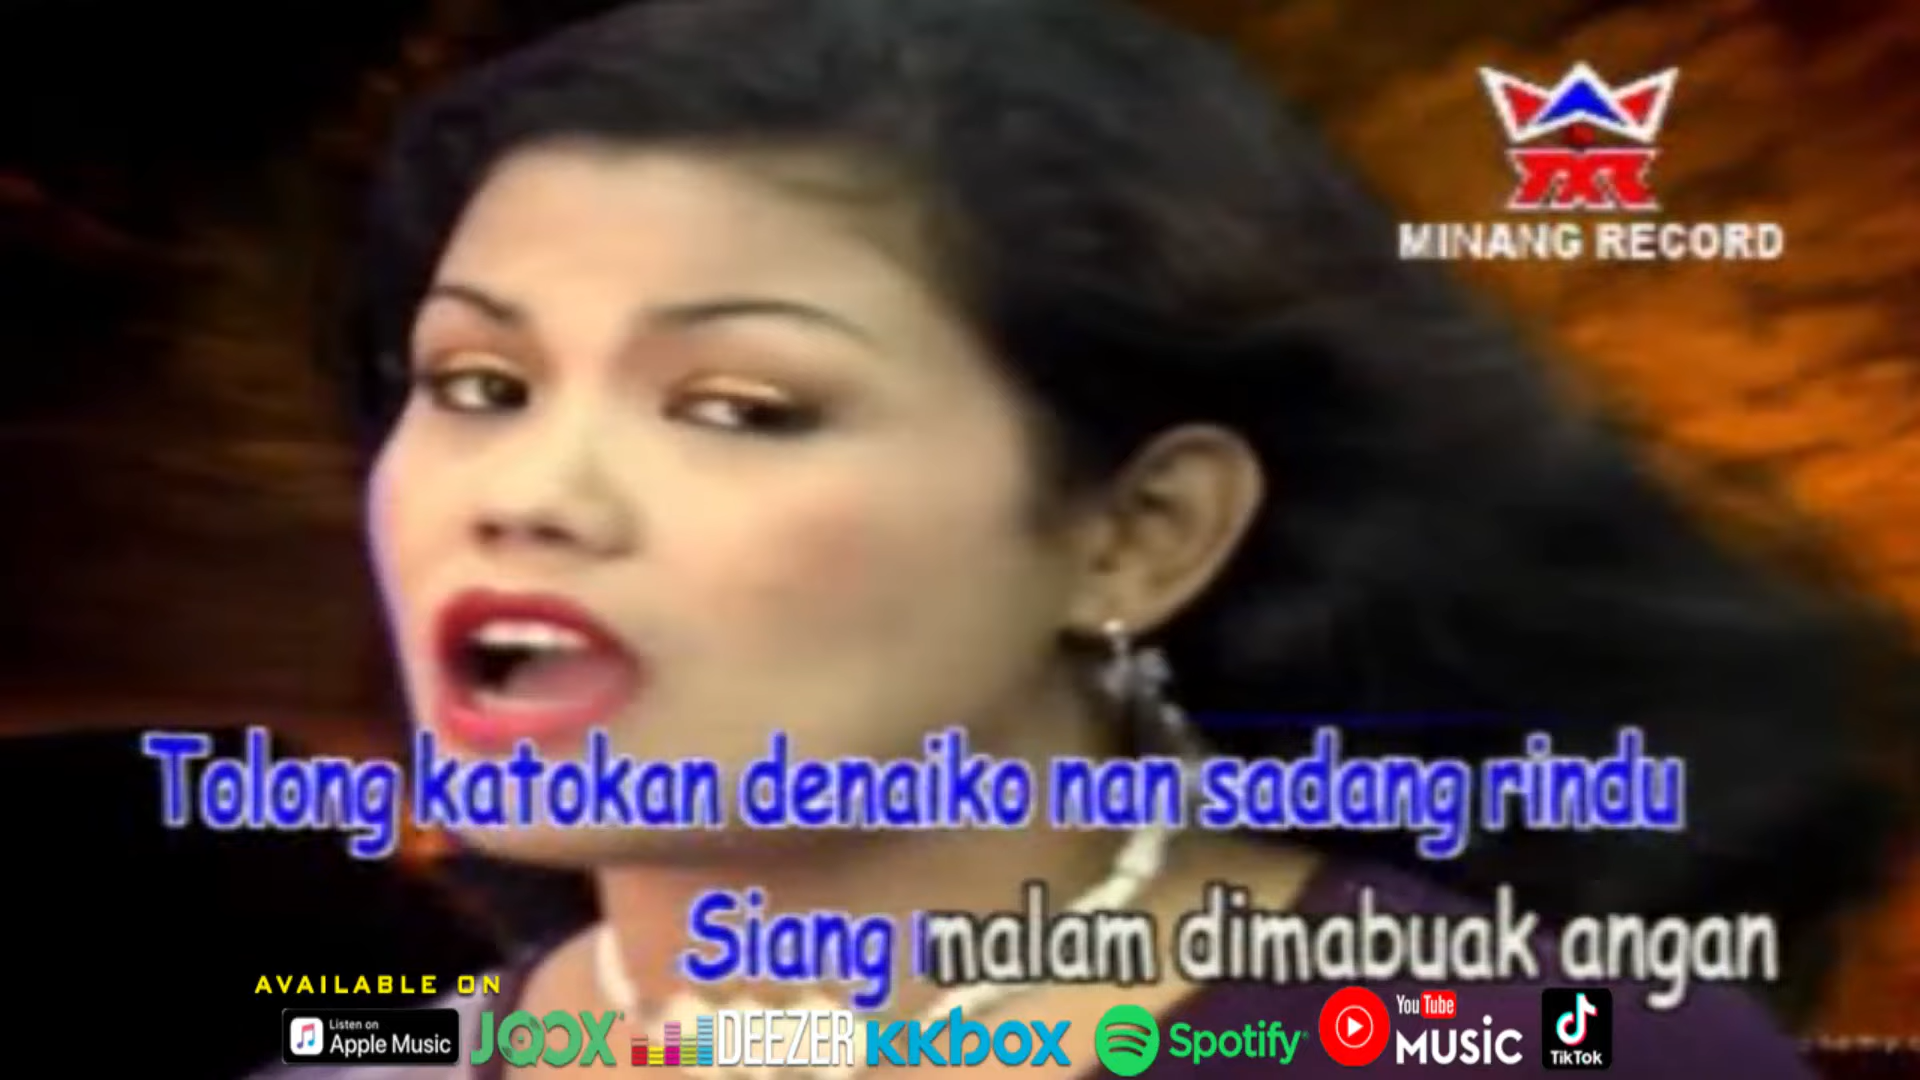 MINANG RECORD
Tolong katokan denaiko nan sadang rindu
Siang malam dimabuak angan
AVAILABLE ON
Listen on
Apple Music
JOOX
DEEZER
KKBOX
Spotify
YouTube
MUSIC
TikTok